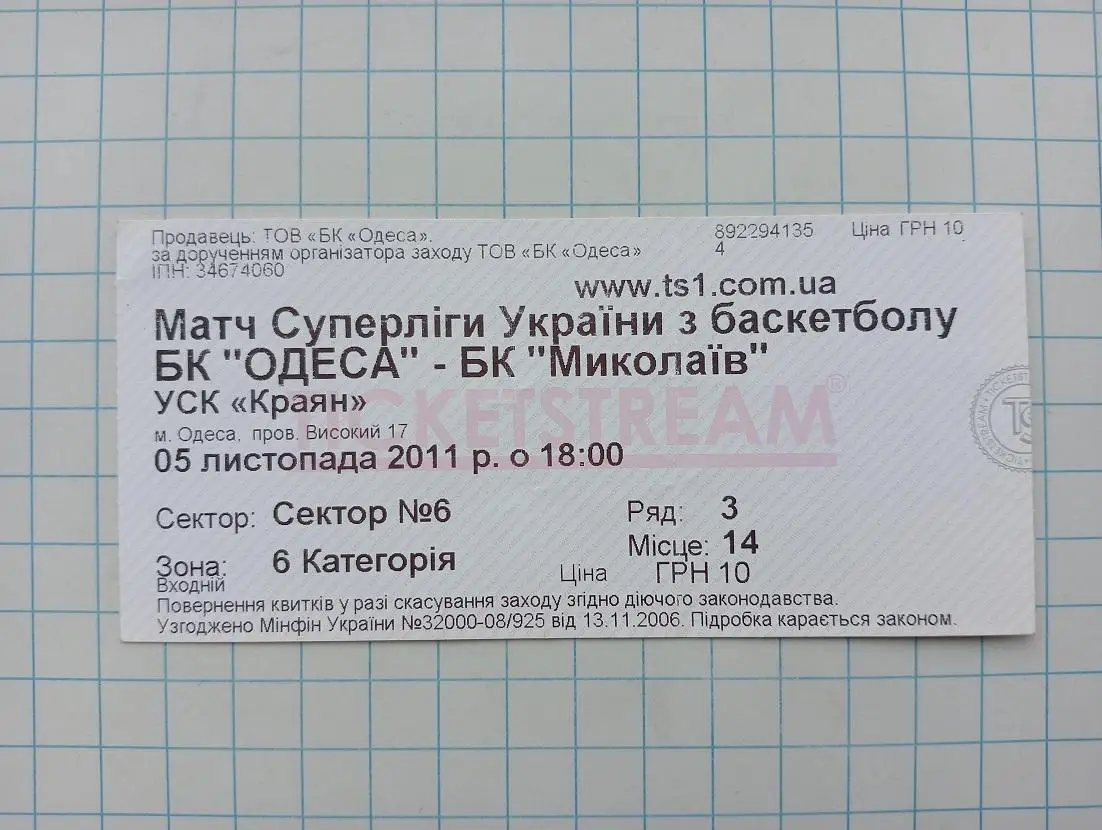 Продавець: ТОВ «БК «Одеса».
за дорученням організатора заходу ТОВ «БК «Одеса»
ІПН: 34674060
892294135
4
Ціна ГРН 10
www.ts1.com.ua
Матч Суперліги України з баскетболу
БК "ОДЕСА" - БК "Миколаїв"
УСК «Краян»
TICKETSTREAM®
м. Одеса, пров. Високий 17
05 листопада 2011 р. о 18:00
Сектор: Сектор №6
Ряд: 3
Місце: 14
Зона: 6 Категорія
Входній
Ціна ГРН 10
Повернення квитків у разі скасування заходу згідно діючого законодавства.
Узгоджено Мінфін України №32000-08/925 від 13.11.2006. Підробка карається законом.